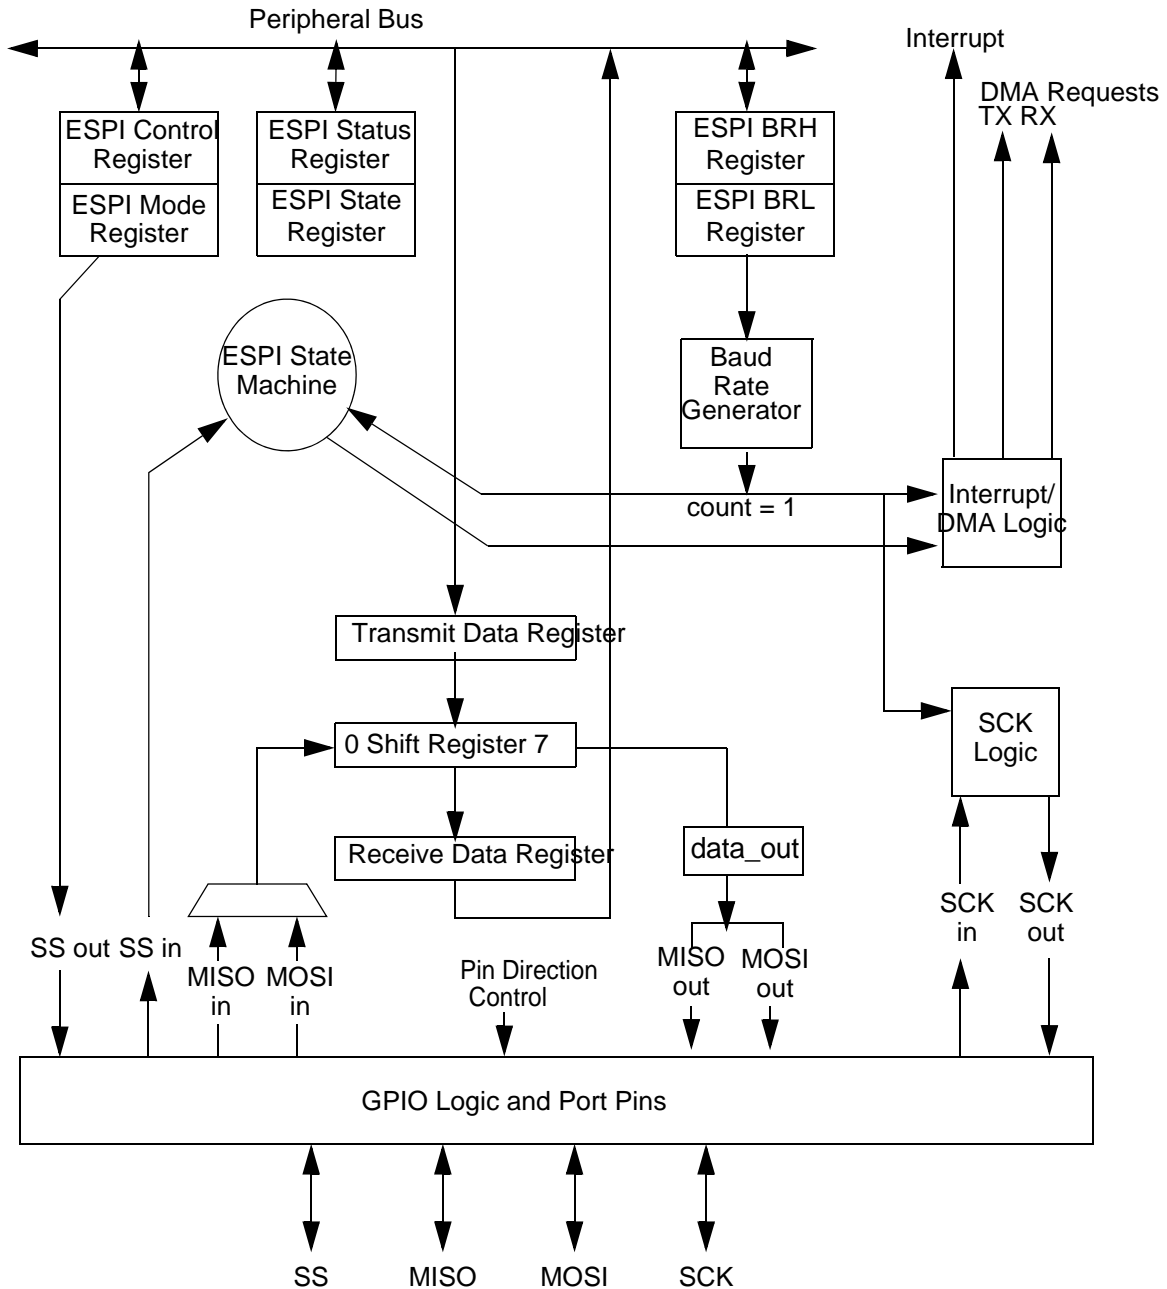 Peripheral Bus
Interrupt
DMA Requests
TX RX
ESPI Control
Register
ESPI Mode
Register
ESPI Status
Register
ESPI State
Register
ESPI BRH
Register
ESPI BRL
Register
ESPI State
Machine
Baud
Rate
Generator
count = 1
Interrupt/
DMA Logic
Transmit Data Register
0 Shift Register 7
SCK
Logic
Receive Data Register
data_out
SS out
SS in
MISO
in
MOSI
in
Pin Direction
Control
MISO
out
MOSI
out
SCK
in
SCK
out
GPIO Logic and Port Pins
SS
MISO
MOSI
SCK